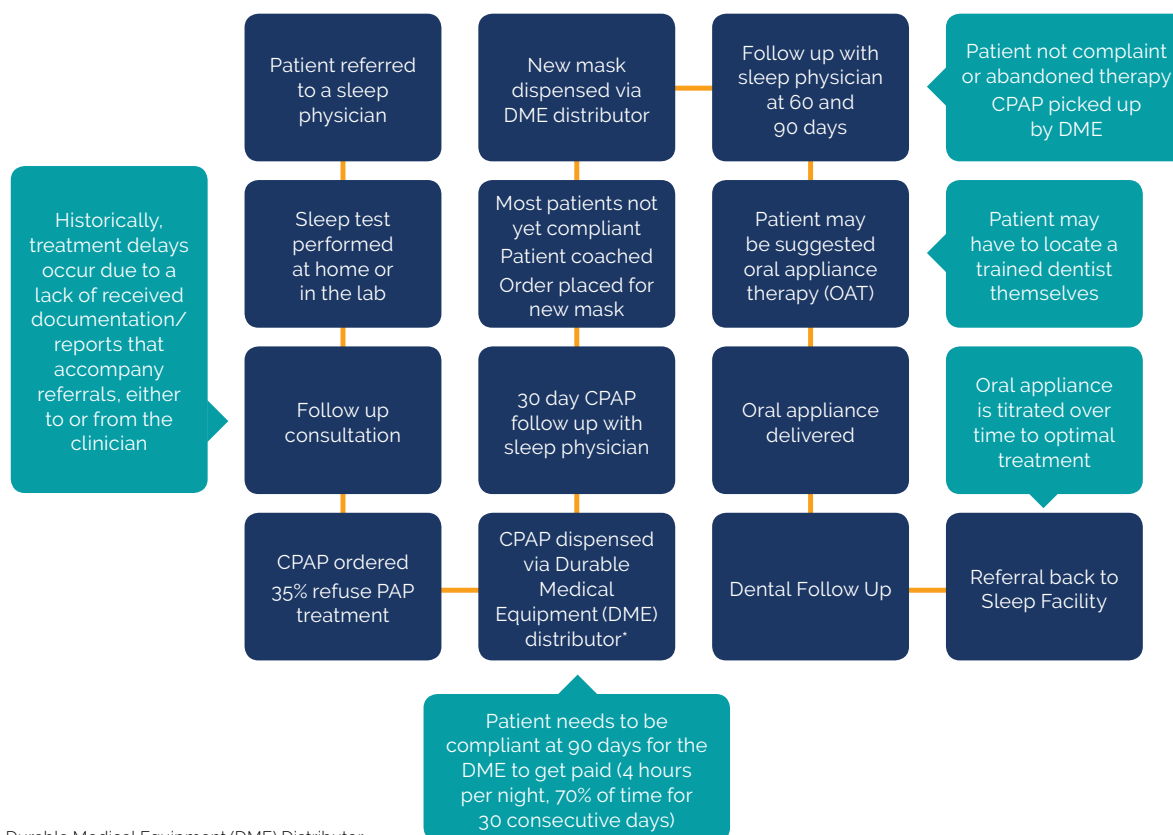 Patient referred
to a sleep
physician
New mask
dispensed via
DME distributor
Follow up with
sleep physician
at 60 and
90 days
Patient not complaint
or abandoned therapy
CPAP picked up
by DME
Historically,
treatment delays
occur due to a
lack of received
documentation/
reports that
accompany
referrals, either
to or from the
clinician
Sleep test
performed
at home or
in the lab
Most patients not
yet compliant
Patient coached
Order placed for
new mask
Patient may
be suggested
oral appliance
therapy (OAT)
Patient may
have to locate a
trained dentist
themselves
Follow up
consultation
30 day CPAP
follow up with
sleep physician
Oral appliance
delivered
Oral appliance
is titrated over
time to optimal
treatment
CPAP ordered
35% refuse PAP
treatment
CPAP dispensed
via Durable
Medical
Equipment (DME)
distributor*
Dental Follow Up
Referral back to
Sleep Facility
Patient needs to be
compliant at 90 days for the
DME to get paid (4 hours
per night, 70% of time for
30 consecutive days)
Durable Medical Equipment (DME) Distributor